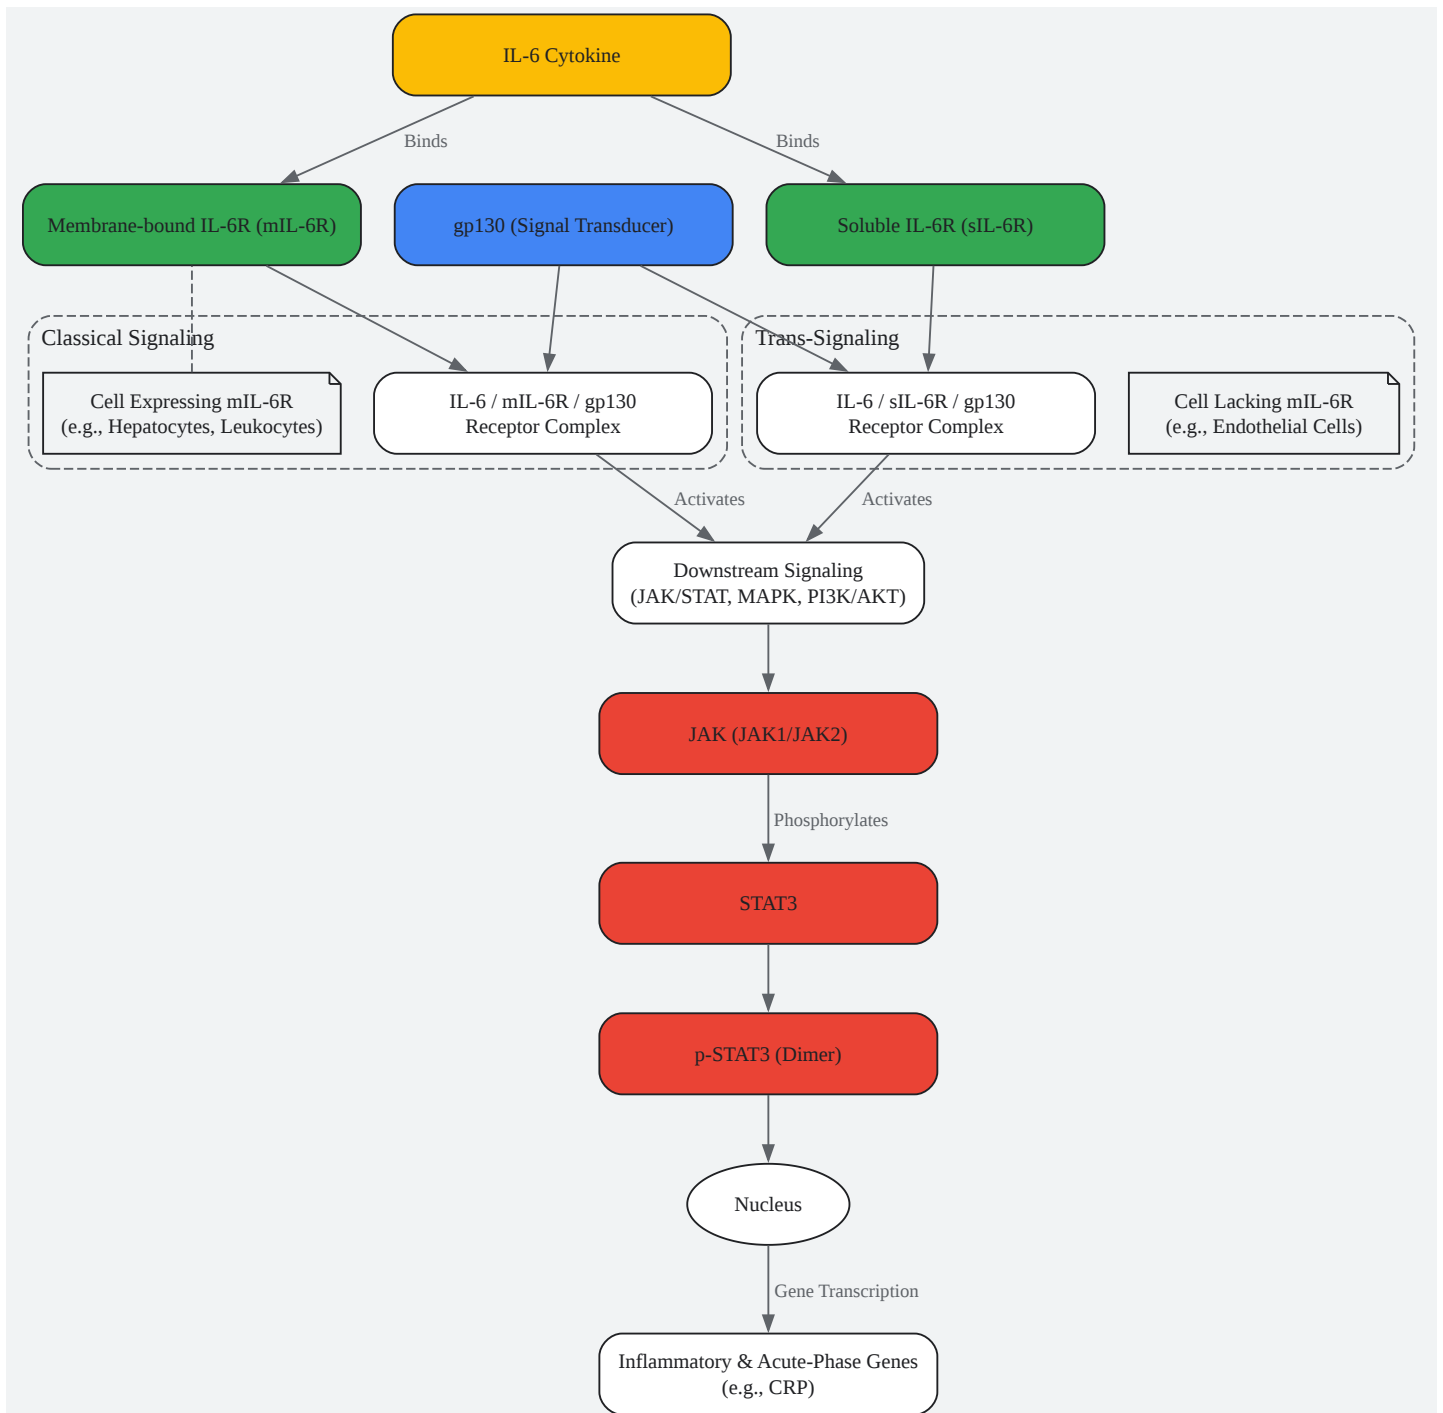 IL-6 Cytokine
Binds
Binds
Membrane-bound IL-6R (mIL-6R)
gp130 (Signal Transducer)
Soluble IL-6R (sIL-6R)
Classical Signaling
Trans-Signaling
Cell Expressing mIL-6R
(e.g., Hepatocytes, Leukocytes)
IL-6 / mIL-6R / gp130
Receptor Complex
IL-6 / sIL-6R / gp130
Receptor Complex
Cell Lacking mIL-6R
(e.g., Endothelial Cells)
Activates
Activates
Downstream Signaling
(JAK/STAT, MAPK, PI3K/AKT)
JAK (JAK1/JAK2)
Phosphorylates
STAT3
p-STAT3 (Dimer)
Nucleus
Gene Transcription
Inflammatory & Acute-Phase Genes
(e.g., CRP)